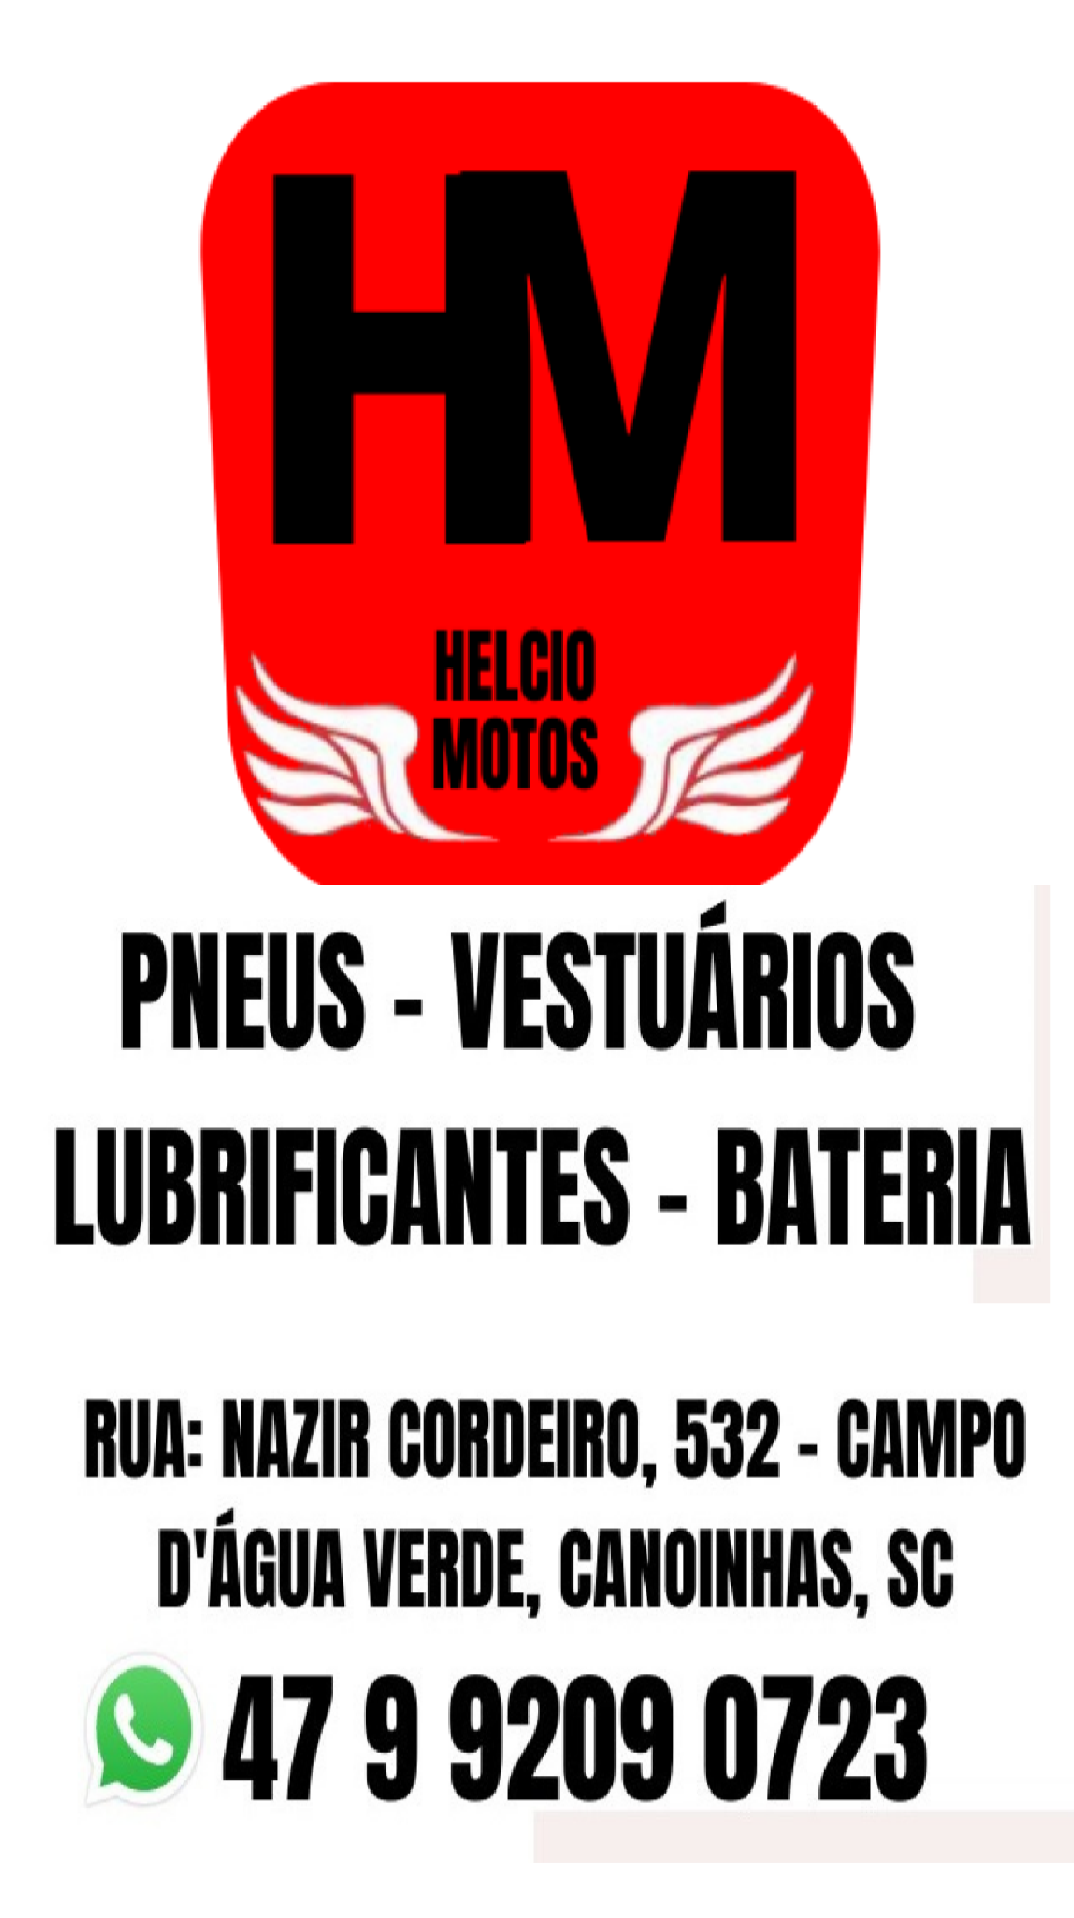 HM
HELCIO
MOTOS
PNEUS - VESTUÁRIOS
LUBRIFICANTES - BATERIA
RUA: NAZIR CORDEIRO, 532 - CAMPO
D'ÁGUA VERDE, CANOINHAS, SC
47 9 9209 0723